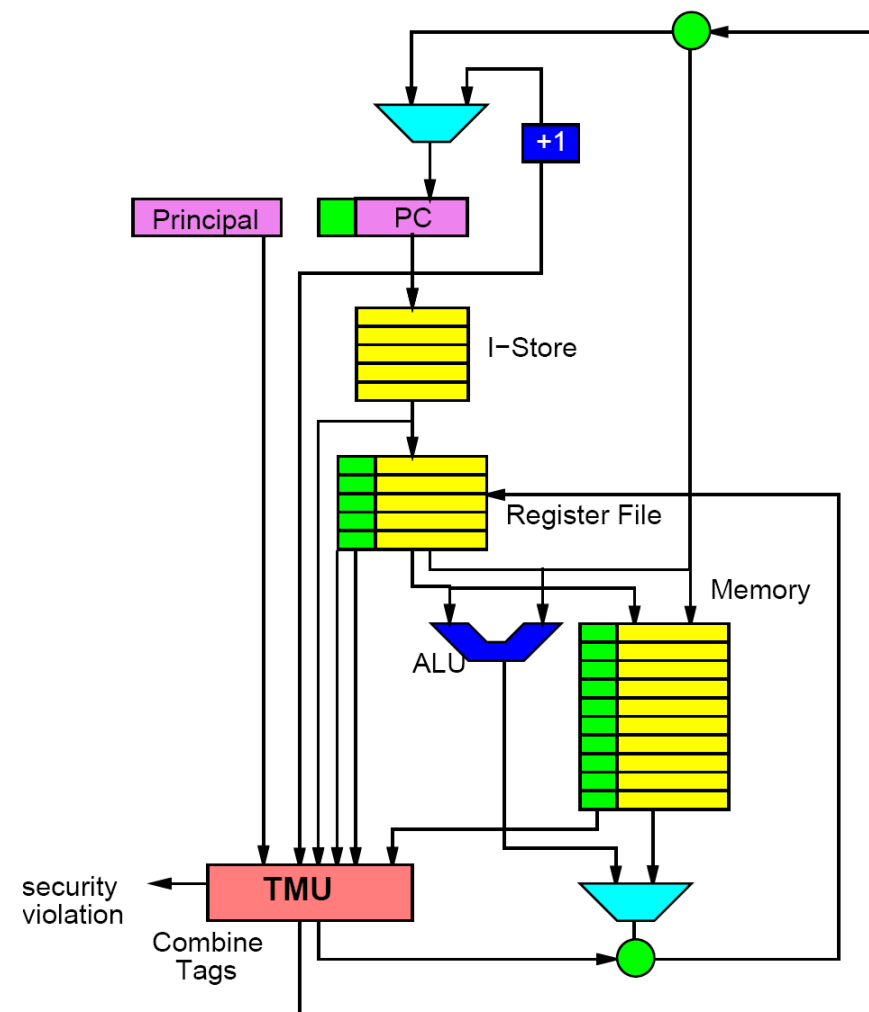 +1
Principal
PC
I−Store
Register File
Memory
ALU
TMU
security
violation
Combine
Tags